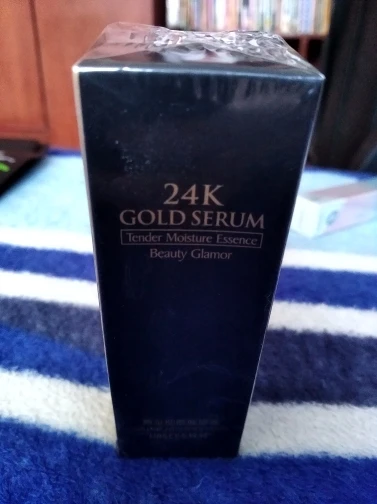 24K
GOLD SERUM
Tender Moisture Essence
Beauty Glamor